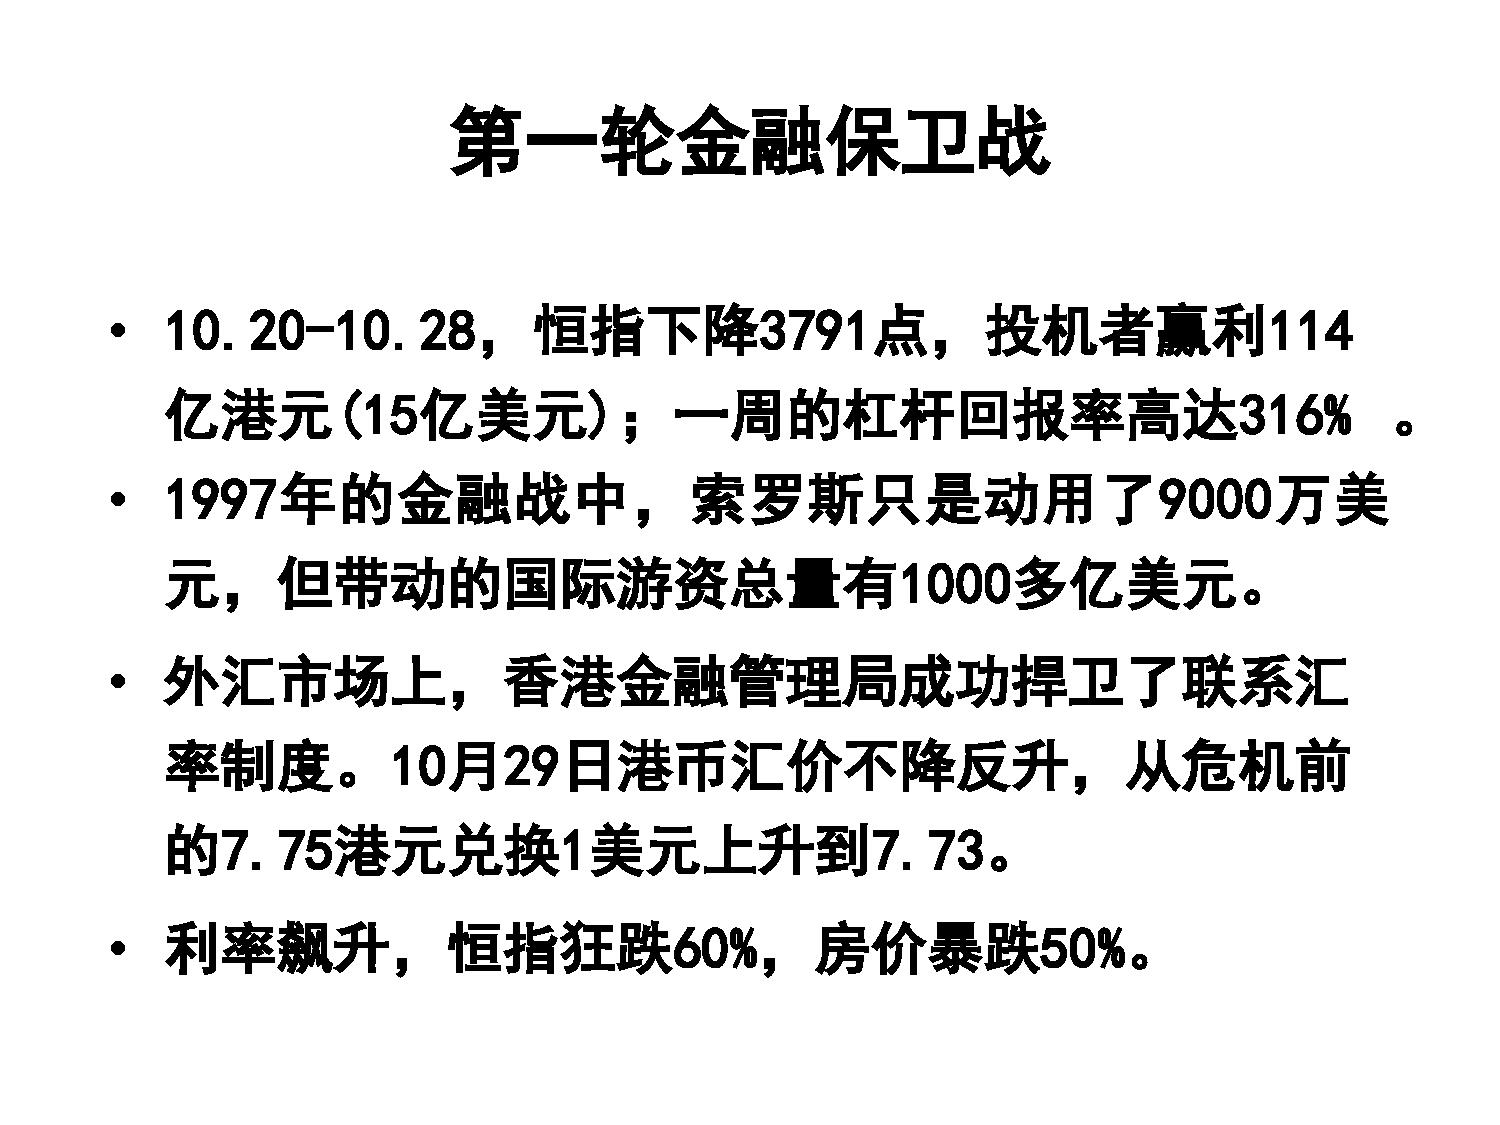 第一轮金融保卫战
• 10.20-10.28，恒指下降3791点，投机者赢利114
亿港元(15亿美元)；一周的杠杆回报率高达316% 。
• 1997年的金融战中，索罗斯只是动用了9000万美
元，但带动的国际游资总量有1000多亿美元。
• 外汇市场上，香港金融管理局成功捍卫了联系汇
率制度。10月29日港币汇价不降反升，从危机前
的7.75港元兑换1美元上升到7.73。
• 利率飙升，恒指狂跌60%，房价暴跌50%。